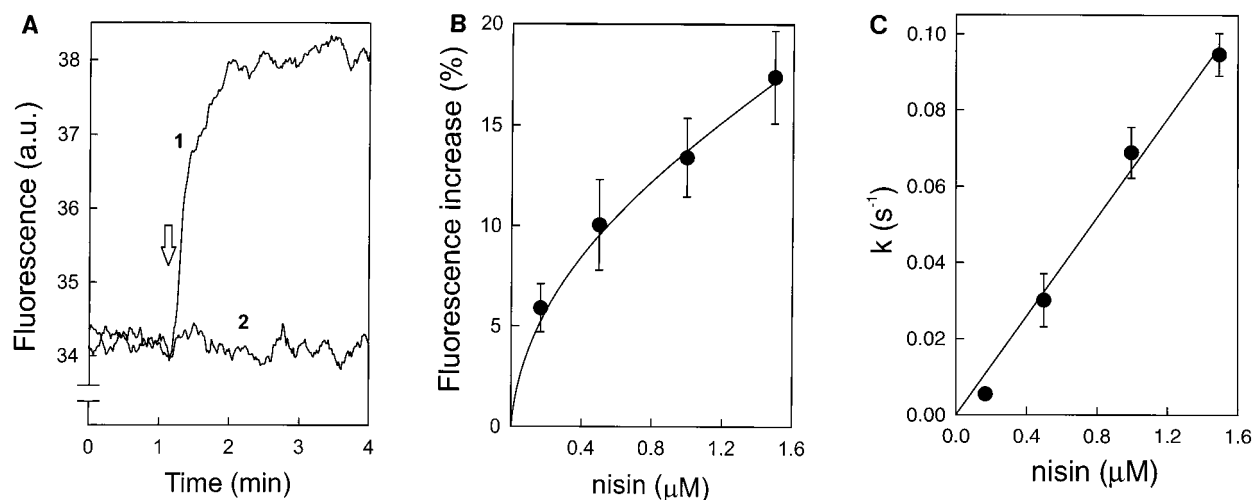 A
Fluorescence (a.u.)
38
37
36
35
34
1
2
0 1 2 3 4
Time (min)
B
Fluorescence increase (%)
20
15
10
5
0
0.4 0.8 1.2 1.6
nisin (μM)
C
k (s⁻¹)
0.10
0.08
0.06
0.04
0.02
0.00
0.0 0.4 0.8 1.2 1.6
nisin (μM)